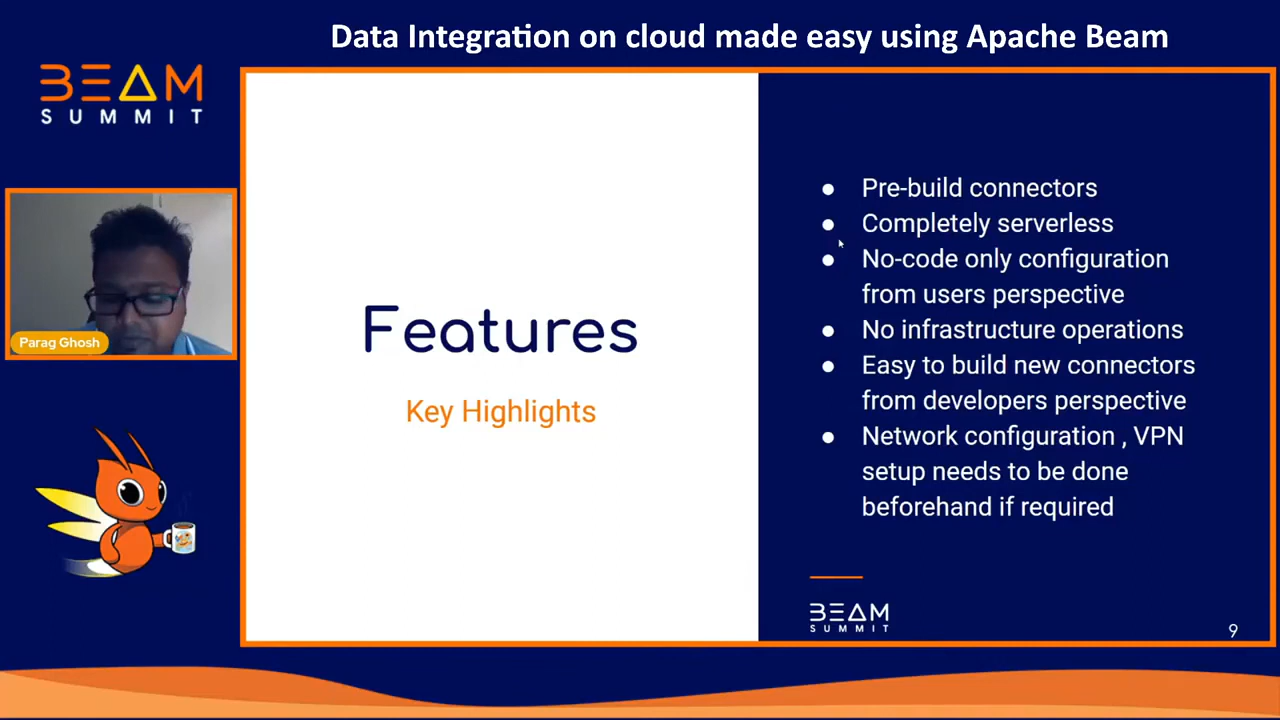 Data Integration on cloud made easy using Apache Beam
BEAM
SUMMIT
Parag Ghosh
Features
Key Highlights
● Pre-build connectors
● Completely serverless
● No-code only configuration
from users perspective
● No infrastructure operations
● Easy to build new connectors
from developers perspective
● Network configuration , VPN
setup needs to be done
beforehand if required
BEAM
SUMMIT
9